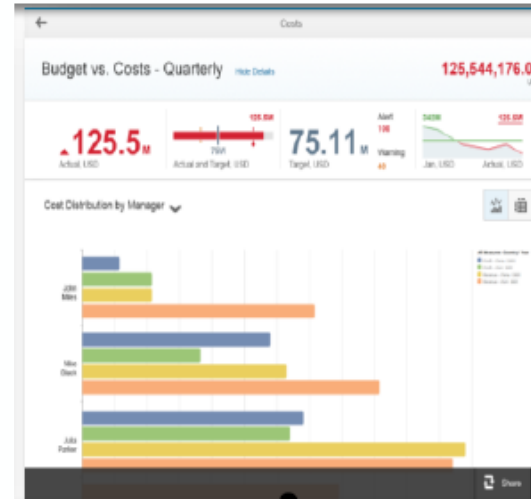 Costs
Budget vs. Costs - Quarterly Hide Details
125,544,176.0
125.5M
Actual, USD
125.5M
75M
Actual and Target, USD
75.11M
Target, USD
Alert
Warning
125.5M
Jan, USD
Actual, USD
Cost Distribution by Manager
John
Miles
Mike
Julia
Parker
Share